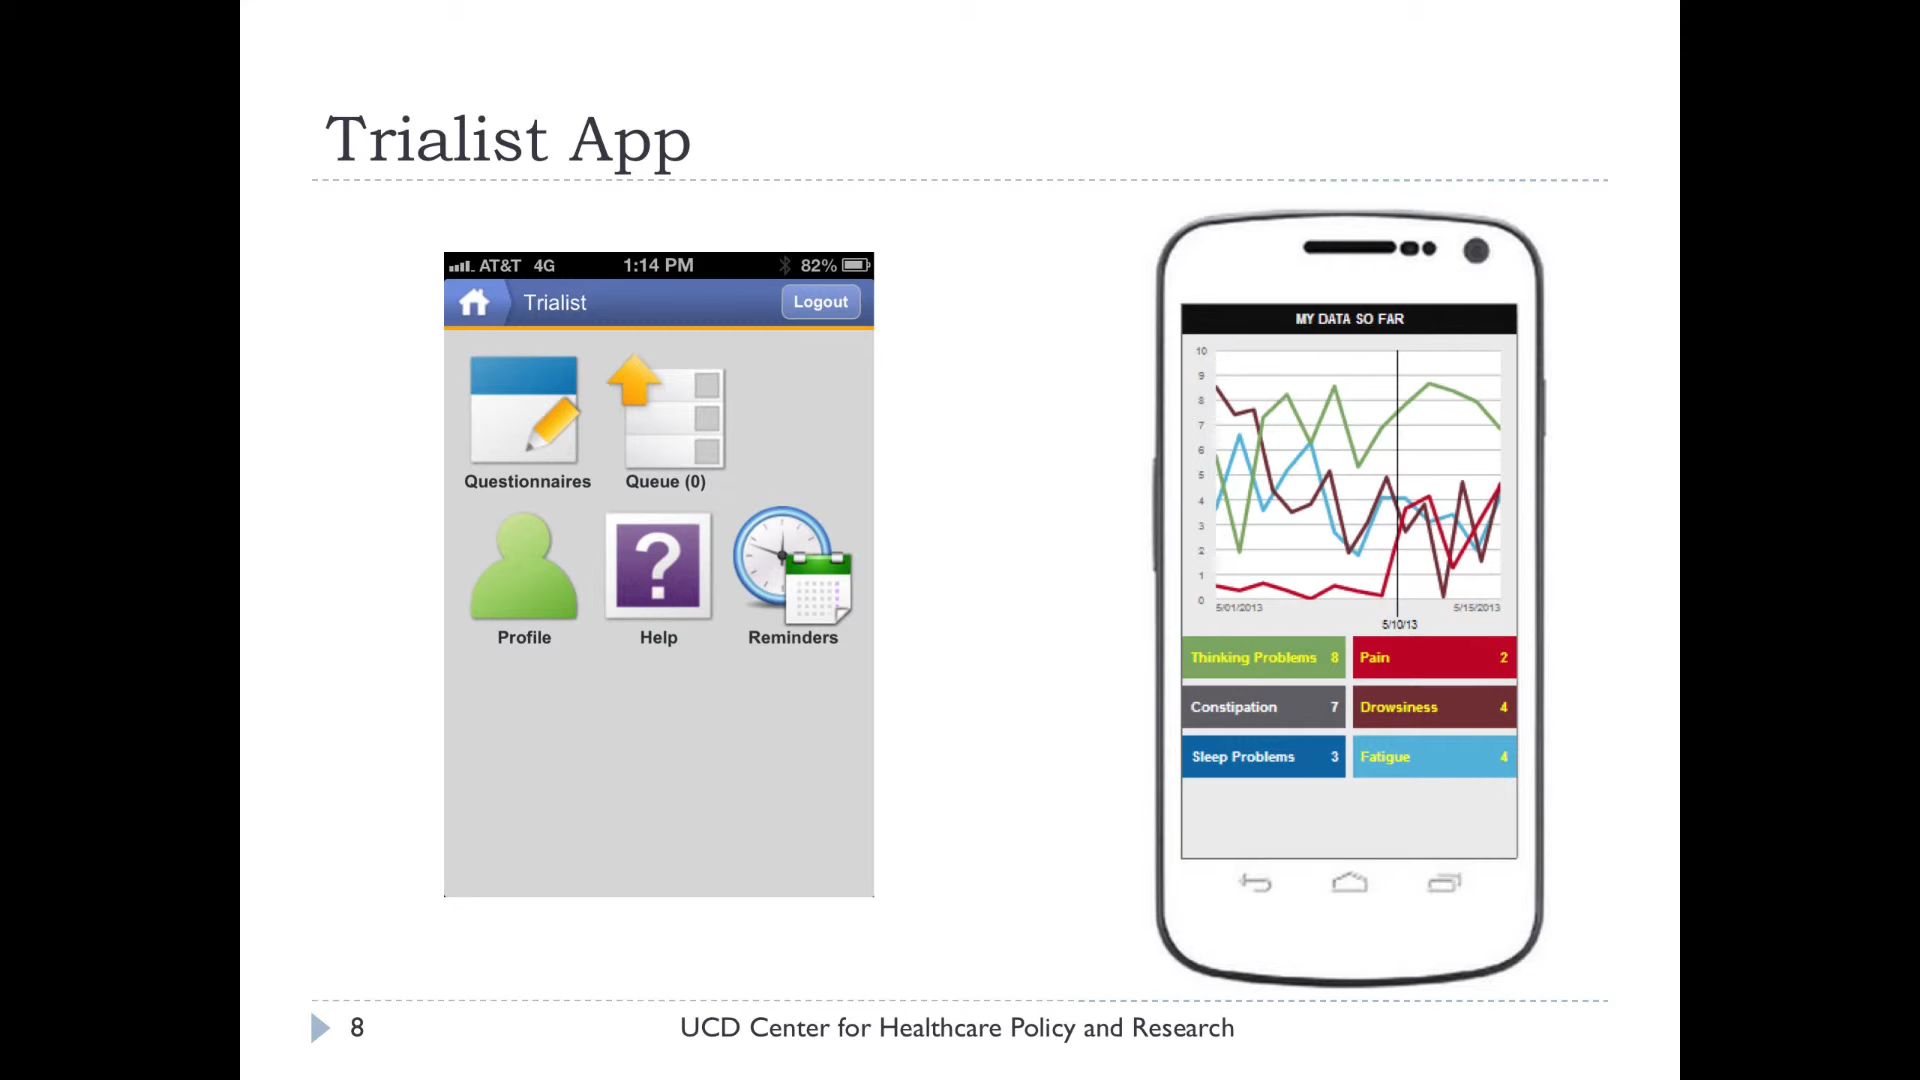 Trialist App
AT&T 4G 1:14 PM 82%
Trialist Logout
Questionnaires Queue (0)
?
Profile Help Reminders
MY DATA SO FAR
10
9
8
7
6
5
4
3
2
1
0
5/01/2013 5/15/2013
5/10/13
Thinking Problems 8 Pain 2
Constipation 7 Drowsiness 4
Sleep Problems 3 Fatigue 4
8 UCD Center for Healthcare Policy and Research